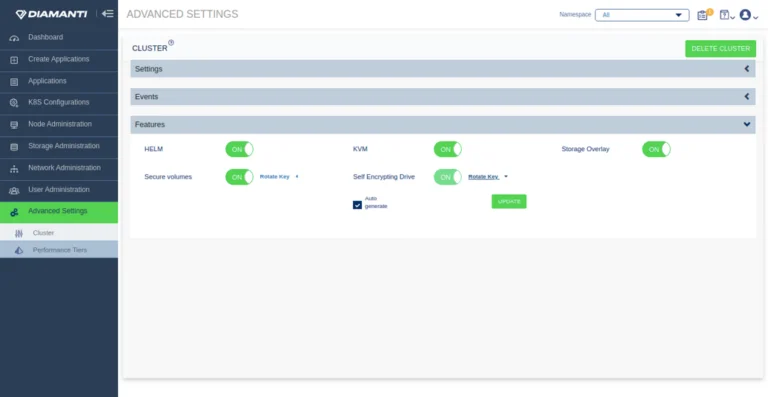 DIAMANTI
ADVANCED SETTINGS
Namespace
All
Dashboard
Create Applications
Applications
K8S Configurations
Node Administration
Storage Administration
Network Administration
User Administration
Advanced Settings
Cluster
Performance Tiers
CLUSTER
DELETE CLUSTER
Settings
Events
Features
HELM
ON
KVM
ON
Storage Overlay
ON
Secure volumes
ON
Rotate Key
Self Encrypting Drive
ON
Rotate Key
Auto
generate
UPDATE